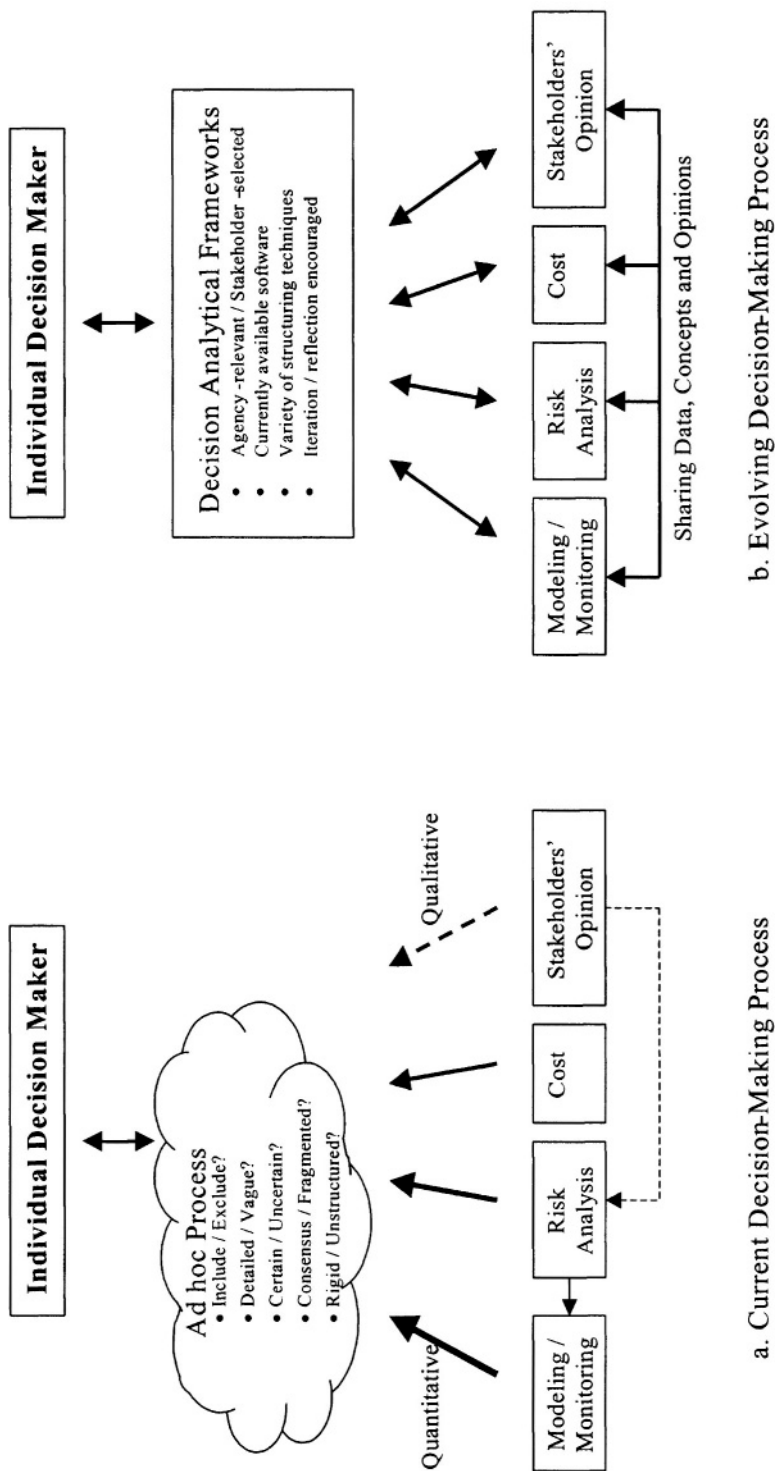 Individual Decision Maker
Ad hoc Process
• Include / Exclude?
• Detailed / Vague?
• Certain / Uncertain?
• Consensus / Fragmented?
• Rigid / Unstructured?
Quantitative
Qualitative
Modeling /
Monitoring
Risk
Analysis
Cost
Stakeholders'
Opinion
a. Current Decision-Making Process
Individual Decision Maker
Decision Analytical Frameworks
• Agency -relevant / Stakeholder -selected
• Currently available software
• Variety of structuring techniques
• Iteration / reflection encouraged
Modeling /
Monitoring
Risk
Analysis
Cost
Stakeholders'
Opinion
Sharing Data, Concepts and Opinions
b. Evolving Decision-Making Process